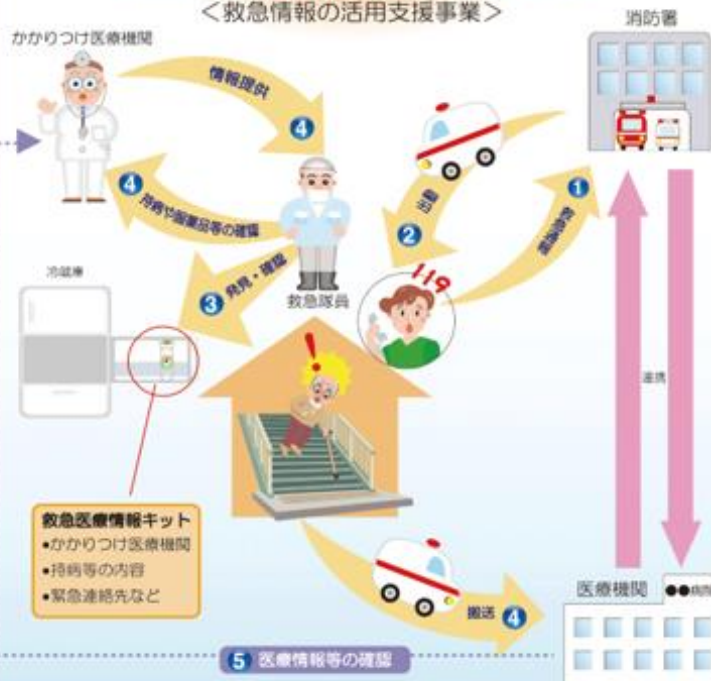 ＜救急情報の活用支援事業＞
かかりつけ医療機関
消防署
情報提供
4
4
持病や服薬品等の確認
1
救急通報
2
出動
119
3
発見・確認
救急隊員
冷蔵庫
連携
救急医療情報キット
•かかりつけ医療機関
•持病等の内容
•緊急連絡先など
搬送
4
医療機関
●●病院
5
医療情報等の確認